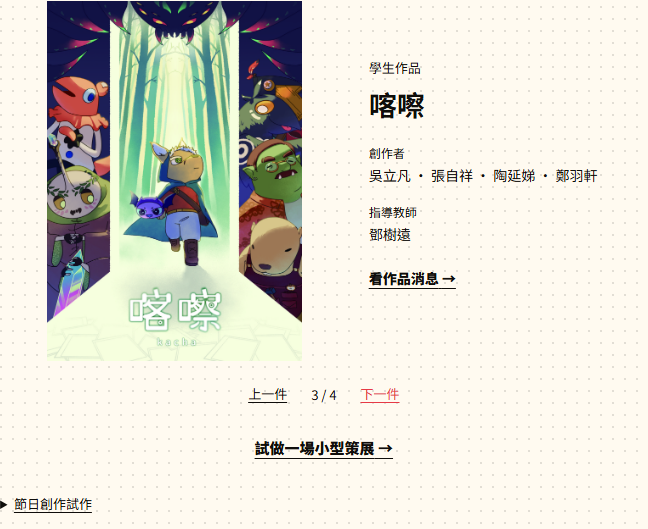 學生作品
喀嚓
創作者
吳立凡 ・ 張自祥 ・ 陶延娣 ・ 鄭羽軒
指導教師
鄧樹遠
看作品消息 →
喀嚓
kacha
上一件 3 / 4 下一件
試做一場小型策展 →
▶ 節日創作試作